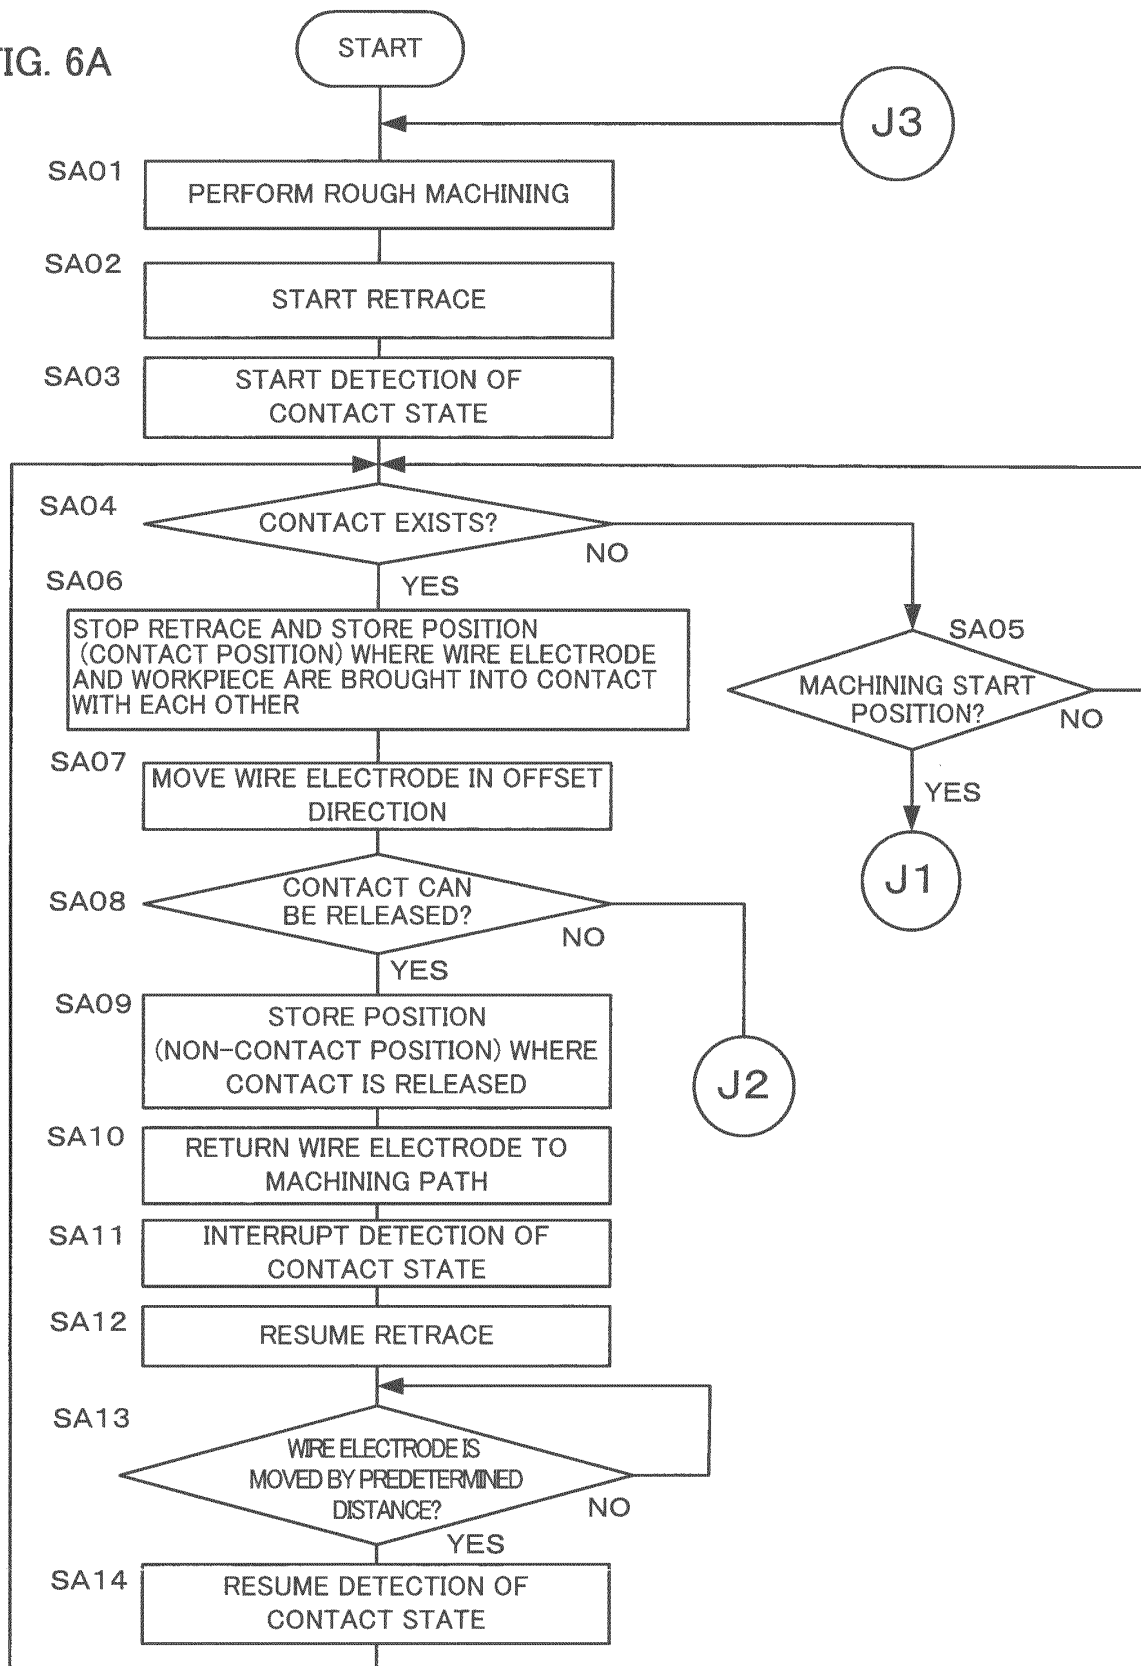 IG. 6A
START
J3
SA01
PERFORM ROUGH MACHINING
SA02
START RETRACE
SA03
START DETECTION OF
CONTACT STATE
SA04
CONTACT EXISTS?
NO
YES
SA06
STOP RETRACE AND STORE POSITION
(CONTACT POSITION) WHERE WIRE ELECTRODE
AND WORKPIECE ARE BROUGHT INTO CONTACT
WITH EACH OTHER
SA05
MACHINING START
POSITION?
NO
YES
J1
SA07
MOVE WIRE ELECTRODE IN OFFSET
DIRECTION
SA08
CONTACT CAN
BE RELEASED?
NO
YES
J2
SA09
STORE POSITION
(NON-CONTACT POSITION) WHERE
CONTACT IS RELEASED
SA10
RETURN WIRE ELECTRODE TO
MACHINING PATH
SA11
INTERRUPT DETECTION OF
CONTACT STATE
SA12
RESUME RETRACE
SA13
WIRE ELECTRODE IS
MOVED BY PREDETERMINED
DISTANCE?
NO
YES
SA14
RESUME DETECTION OF
CONTACT STATE